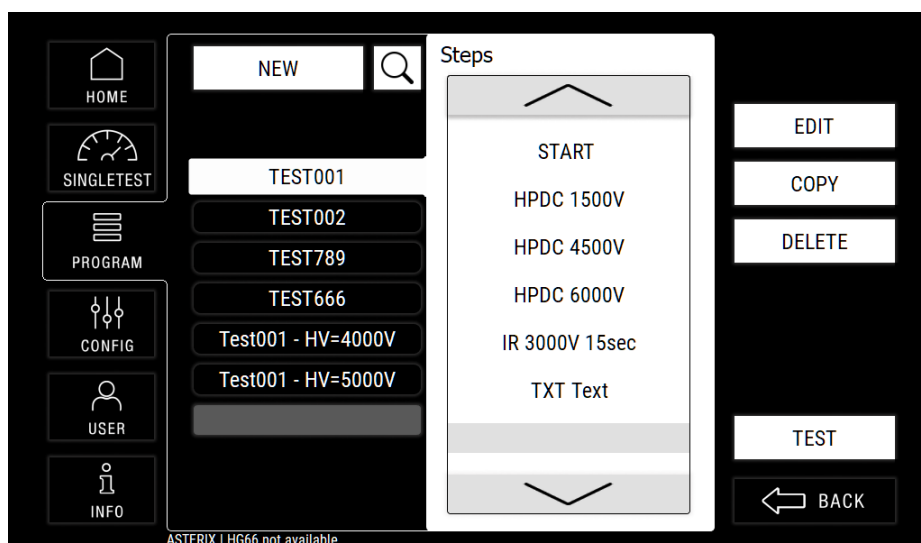 HOME
SINGLETEST
PROGRAM
CONFIG
USER
INFO
NEW
TEST001
TEST002
TEST789
TEST666
Test001 - HV=4000V
Test001 - HV=5000V
Steps
START
HPDC 1500V
HPDC 4500V
HPDC 6000V
IR 3000V 15sec
TXT Text
EDIT
COPY
DELETE
TEST
BACK
ASTERIX | HG66 not available